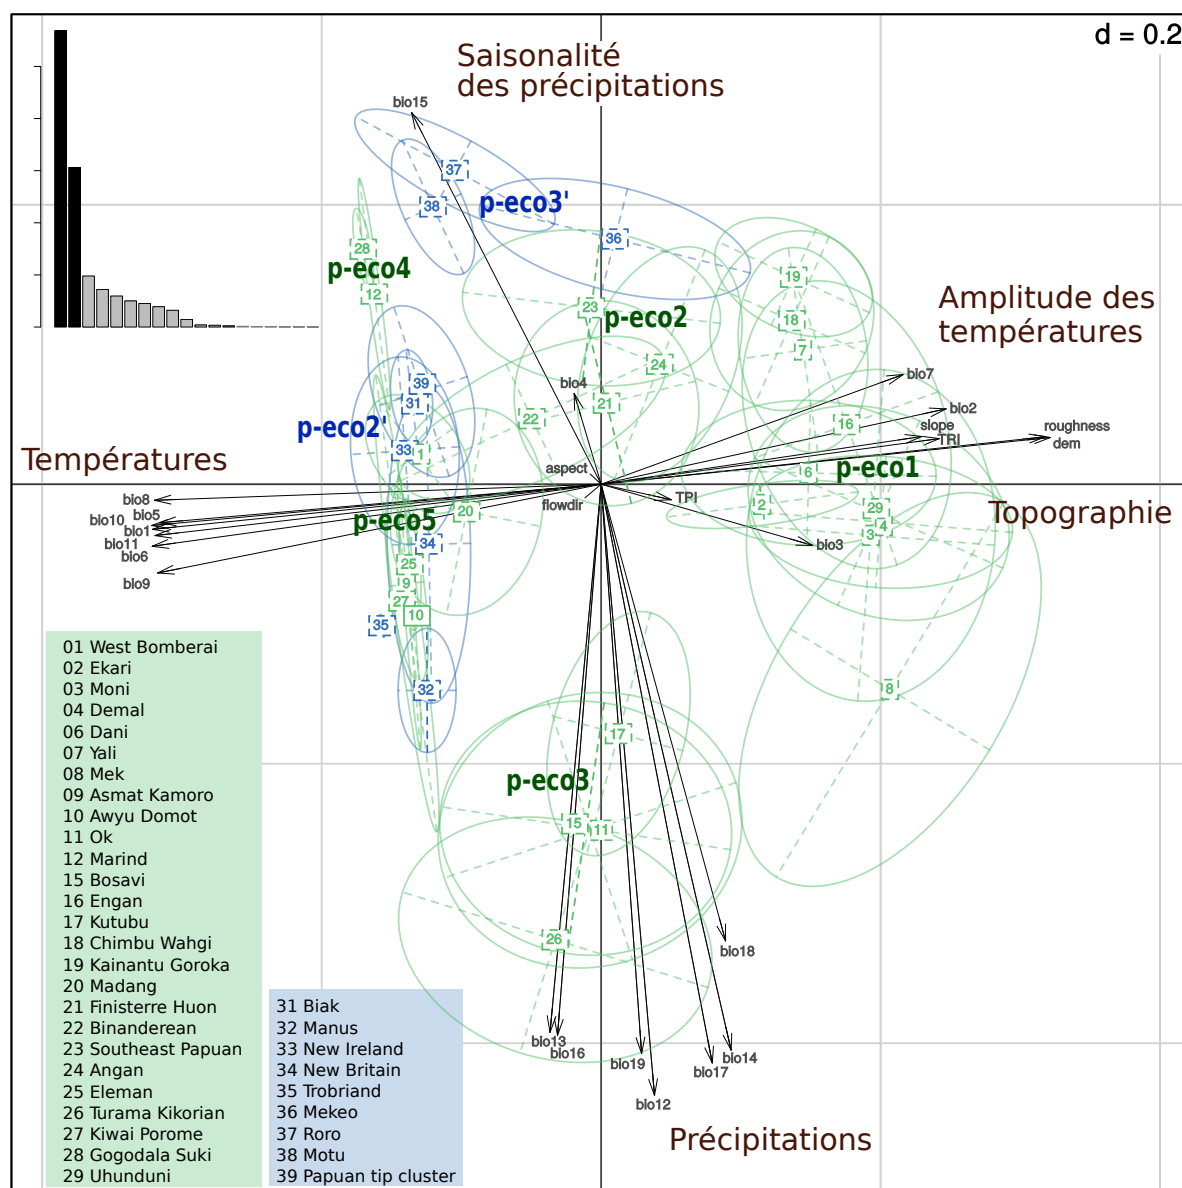 d = 0.2
Saisonalité
des précipitations
bio15
37
p-eco3'
38
36
28
p-eco4
12
19
23
p-eco2
18
Amplitude des
températures
7
24
bio7
39
bio4
31
21
bio2
22
16
slope
roughness
p-eco2'
TRI
dem
33
1
Températures
aspect
6
p-eco1
bio8
TPI
flowdir
2
29
Topographie
bio5
20
bio10
p-eco5
4
bio1
3
bio11
34
bio3
bio6
25
bio9
9
27
10
35
32
8
17
p-eco3
15
11
26
bio18
bio13
bio16
bio19
bio14
bio17
bio12
Précipitations
01 West Bomberai
02 Ekari
03 Moni
04 Demal
06 Dani
07 Yali
08 Mek
09 Asmat Kamoro
10 Awyu Domot
11 Ok
12 Marind
15 Bosavi
16 Engan
17 Kutubu
18 Chimbu Wahgi
19 Kainantu Goroka
20 Madang
21 Finisterre Huon
22 Binanderean
23 Southeast Papuan
24 Angan
25 Eleman
26 Turama Kikorian
27 Kiwai Porome
28 Gogodala Suki
29 Uhunduni
31 Biak
32 Manus
33 New Ireland
34 New Britain
35 Trobriand
36 Mekeo
37 Roro
38 Motu
39 Papuan tip cluster